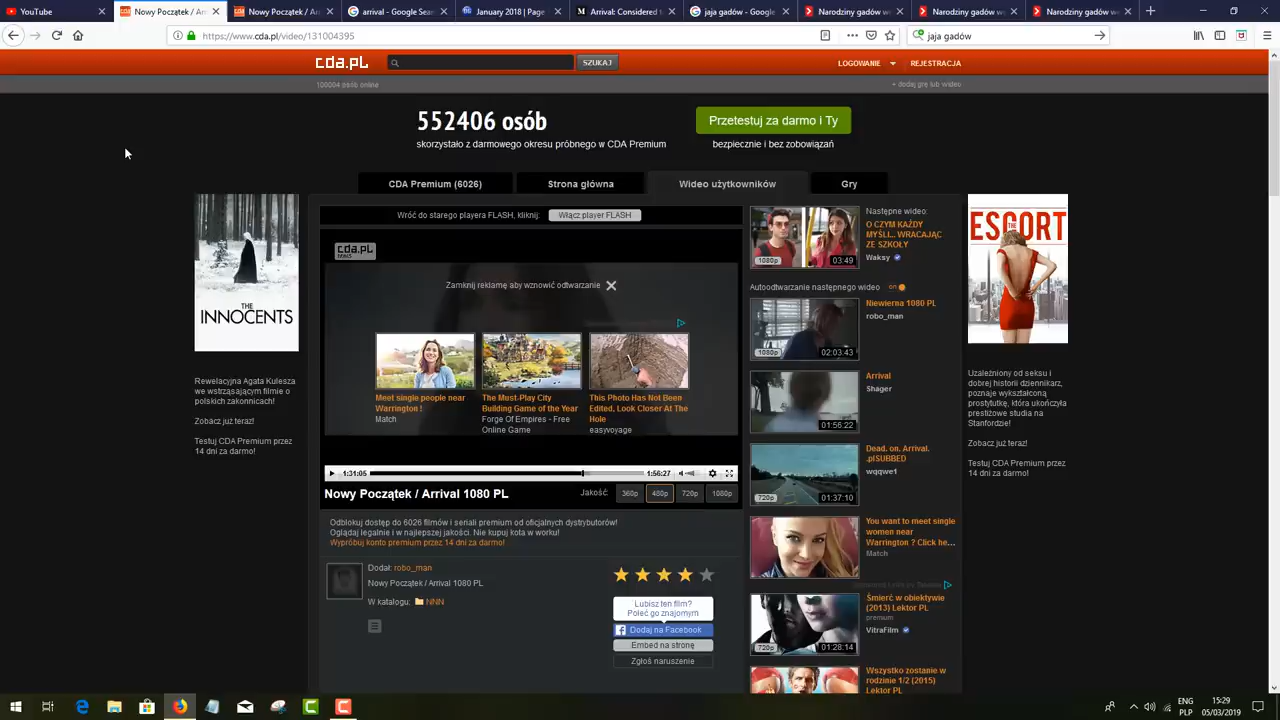 YouTube
Nowy Początek / Ar
Nowy Początek / Ar
arrival - Google Sear
January 2018 | Page
Arrival: Considered t
jaja gadów - Google
Narodziny gadów w
Narodziny gadów w
Narodziny gadów w
https://www.cda.pl/video/131004395
jaja gadów
cda.pl
SZUKAJ
LOGOWANIE
REJESTRACJA
100004 osób online
+ dodaj grę lub wideo
552406 osób
skorzystało z darmowego okresu próbnego w CDA Premium
Przetestuj za darmo i Ty
bezpiecznie i bez zobowiązań
CDA Premium (6026)
Strona główna
Wideo użytkowników
Gry
THE
INNOCENTS
Rewelacyjna Agata Kulesza
we wstrząsającym filmie o
polskich zakonnicach!
Zobacz już teraz!
Testuj CDA Premium przez
14 dni za darmo!
Wróć do starego playera FLASH, kliknij:
Włącz player FLASH
cda.pl
html5
Zamknij reklamę aby wznowić odtwarzanie
Meet single people near
Warrington !
Match
The Must-Play City
Building Game of the Year
Forge Of Empires - Free
Online Game
This Photo Has Not Been
Edited, Look Closer At The
Hole
easyvoyage
1:31:05
1:56:27
Nowy Początek / Arrival 1080 PL
Jakość:
360p
480p
720p
1080p
Odblokuj dostęp do 6026 filmów i seriali premium od oficjalnych dystrybutorów!
Oglądaj legalnie i w najlepszej jakości. Nie kupuj kota w worku!
Wypróbuj konto premium przez 14 dni za darmo!
Dodał: robo_man
Nowy Początek / Arrival 1080 PL
W katalogu: NNN
Lubisz ten film?
Poleć go znajomym
Dodaj na Facebook
Embed na stronę
Zgłoś naruszenie
1080p
03:49
Następne wideo:
O CZYM KAŻDY
MYŚLI... WRACAJĄC
ZE SZKOŁY
Waksy
Autoodtwarzanie następnego wideo
on
1080p
02:03:43
Niewierna 1080 PL
robo_man
01:56:22
Arrival
Shager
720p
01:37:10
Dead. on. Arrival.
.plSUBBED
wqqwe1
You want to meet single
women near
Warrington ? Click he...
Match
720p
01:28:14
Śmierć w obiektywie
(2013) Lektor PL
premium
VitraFilm
Wszystko zostanie w
rodzinie 1/2 (2015)
Lektor PL
THE
ESCORT
Uzależniony od seksu i
dobrej historii dziennikarz,
poznaje wykształconą
prostytutkę, która ukończyła
prestiżowe studia na
Stanfordzie!
Zobacz już teraz!
Testuj CDA Premium przez
14 dni za darmo!
ENG
PLP
15:29
05/03/2019